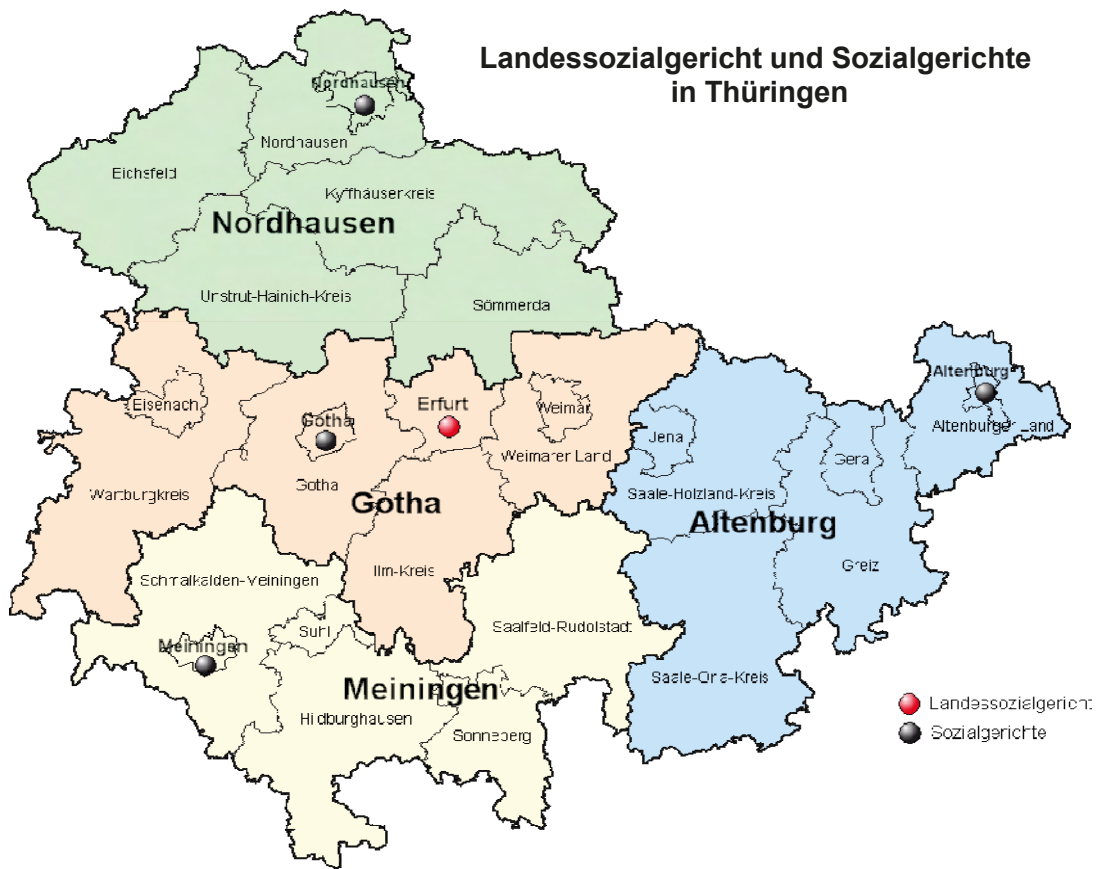 Landessozialgericht und Sozialgerichte
in Thüringen
Nordhausen
Nordhausen
Eichsfeld
Kyffhäuserkreis
Nordhausen
Unstrut-Hainich-Kreis
Sömmerda
Altenburg
Eisenach
Gotha
Erfurt
Weimar
Altenburger Land
Jena
Weimarer Land
Gera
Wartburgkreis
Gotha
Gotha
Saale-Holzland-Kreis
Altenburg
Ilm-Kreis
Greiz
Schmalkalden-Meiningen
Suhl
Saalfeld-Rudolstadt
Meiningen
Saale-Orla-Kreis
Meiningen
Hildburghausen
Sonneberg
Landessozialgericht
Sozialgerichte